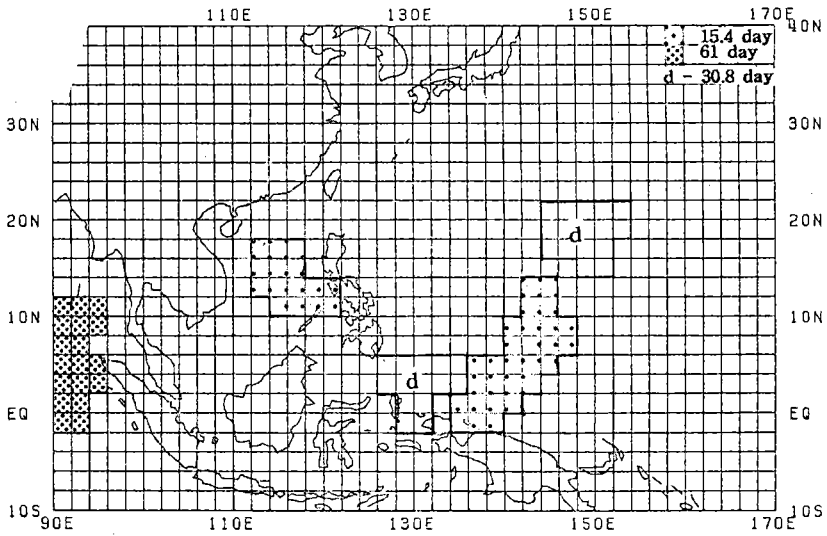 110E 130E 150E 170E
40N 40N
15.4 day
61 day
d - 30.8 day
30N 30N
20N 20N
d
10N 10N
d
EQ EQ
10S 10S
90E 110E 130E 150E 170E